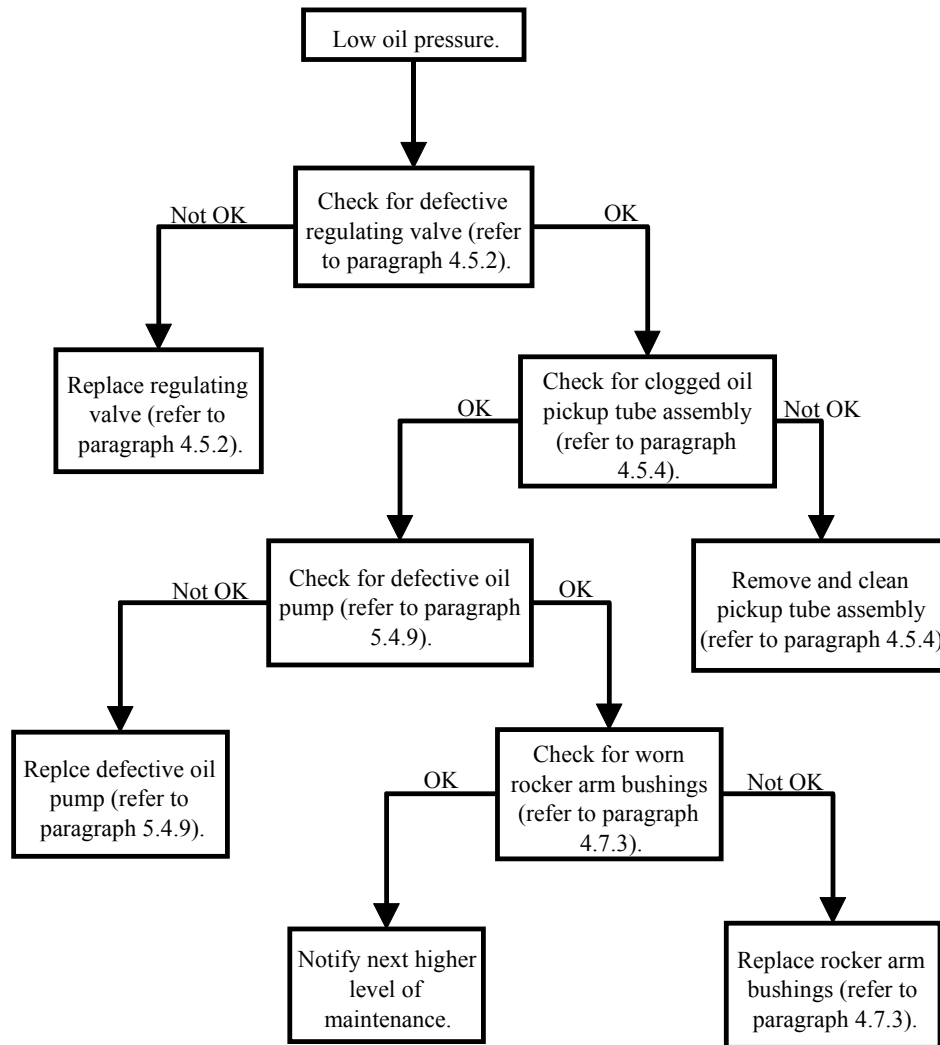 Low oil pressure.
Check for defective
regulating valve (refer
to paragraph 4.5.2).
Not OK
OK
Replace regulating
valve (refer to
paragraph 4.5.2).
Check for clogged oil
pickup tube assembly
(refer to paragraph
4.5.4).
OK
Not OK
Check for defective oil
pump (refer to paragraph
5.4.9).
Not OK
OK
Remove and clean
pickup tube assembly
(refer to paragraph 4.5.4)
Replce defective oil
pump (refer to
paragraph 5.4.9).
Check for worn
rocker arm bushings
(refer to paragraph
4.7.3).
OK
Not OK
Notify next higher
level of
maintenance.
Replace rocker arm
bushings (refer to
paragraph 4.7.3).